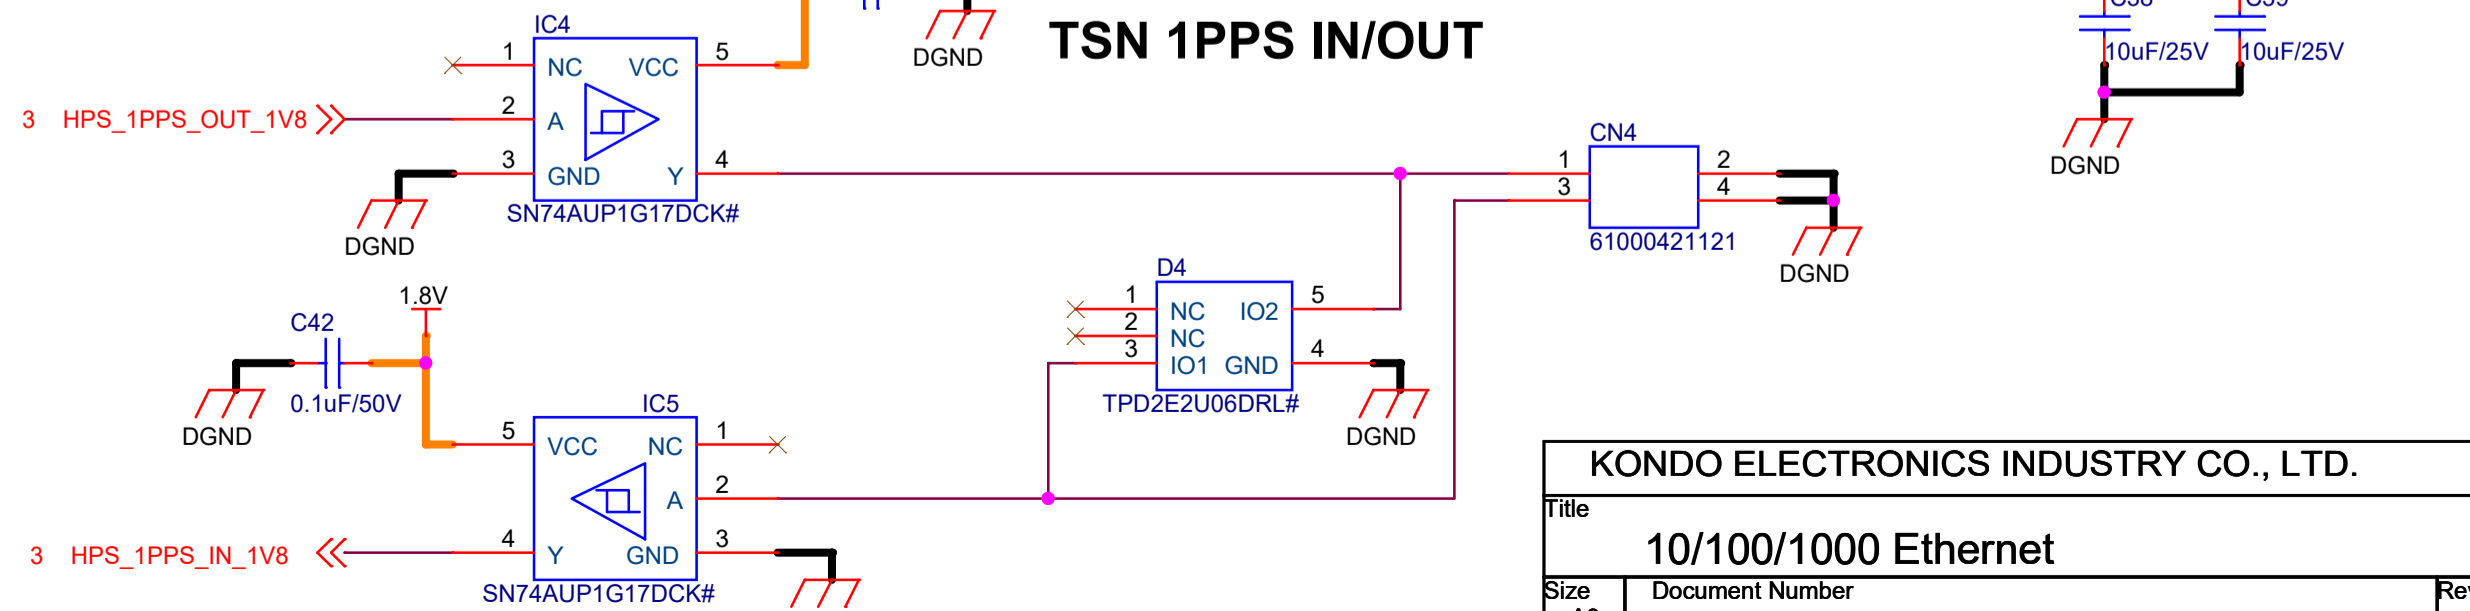 IC4
TSN 1PPS IN/OUT
DGND
10uF/25V
10uF/25V
1 NC VCC 5
3 HPS_1PPS_OUT_1V8
2 A
3 GND Y 4
SN74AUP1G17DCK#
DGND
CN4
1 2
3 4
61000421121
DGND
DGND
D4
1 NC IO2 5
2 NC
3 IO1 GND 4
TPD2E2U06DRL#
DGND
1.8V
C42
0.1uF/50V
DGND
IC5
5 VCC NC 1
A 2
3 HPS_1PPS_IN_1V8
4 Y GND 3
SN74AUP1G17DCK#
KONDO ELECTRONICS INDUSTRY CO., LTD.
Title
10/100/1000 Ethernet
Size Document Number